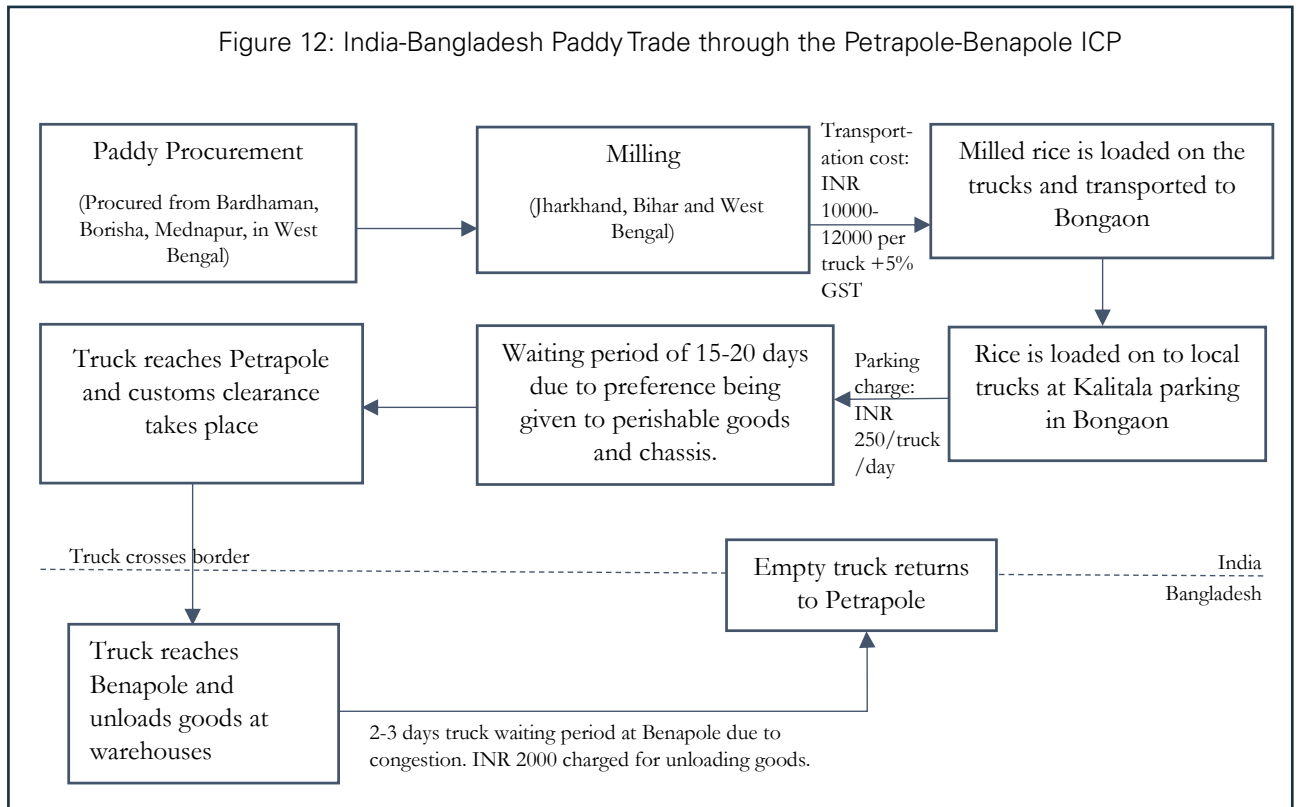 Figure 12: India-Bangladesh Paddy Trade through the Petrapole-Benapole ICP
Paddy Procurement
(Procured from Bardhaman,
Borisha, Mednapur, in West
Bengal)
Milling
(Jharkhand, Bihar and West
Bengal)
Transport-
ation cost:
INR
10000-
12000 per
truck +5%
GST
Milled rice is loaded on the
trucks and transported to
Bongaon
Rice is loaded on to local
trucks at Kalitala parking
in Bongaon
Parking
charge:
INR
250/truck
/day
Waiting period of 15-20 days
due to preference being
given to perishable goods
and chassis.
Truck reaches Petrapole
and customs clearance
takes place
Truck crosses border
India
Bangladesh
Truck reaches
Benapole and
unloads goods at
warehouses
2-3 days truck waiting period at Benapole due to
congestion. INR 2000 charged for unloading goods.
Empty truck returns
to Petrapole